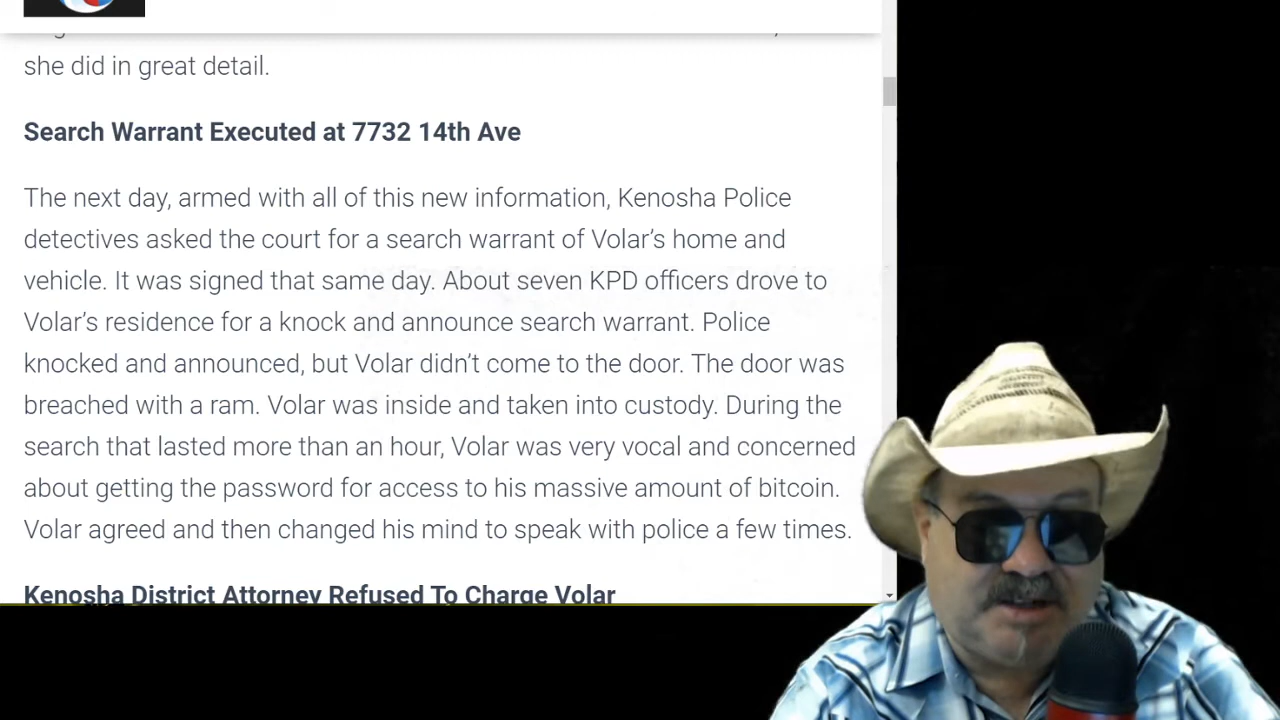 she did in great detail.
Search Warrant Executed at 7732 14th Ave
The next day, armed with all of this new information, Kenosha Police
detectives asked the court for a search warrant of Volar’s home and
vehicle. It was signed that same day. About seven KPD officers drove to
Volar’s residence for a knock and announce search warrant. Police
knocked and announced, but Volar didn’t come to the door. The door was
breached with a ram. Volar was inside and taken into custody. During the
search that lasted more than an hour, Volar was very vocal and concerned
about getting the password for access to his massive amount of bitcoin.
Volar agreed and then changed his mind to speak with police a few times.
Kenosha District Attorney Refused To Charge Volar